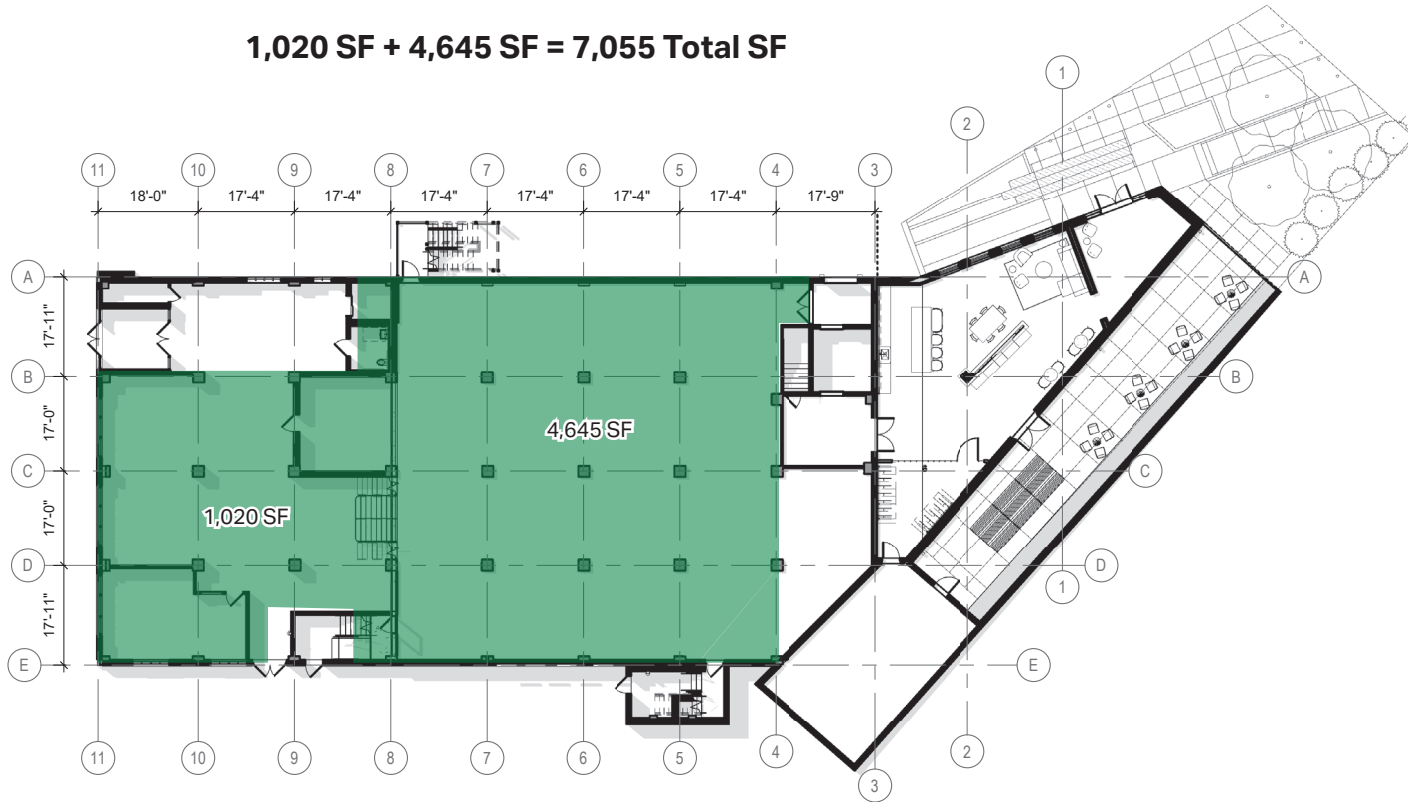 1,020 SF + 4,645 SF = 7,055 Total SF
1
2
11 10 9 8 7 6 5 4 3
18'-0" 17'-4" 17'-4" 17'-4" 17'-4" 17'-4" 17'-4" 17'-9"
A
A
17'-11"
B
B
17'-0"
4,645 SF
C
C
17'-0"
1,020 SF
D
D
1
17'-11"
E
E
11 10 9 8 7 6 5 4 2
3